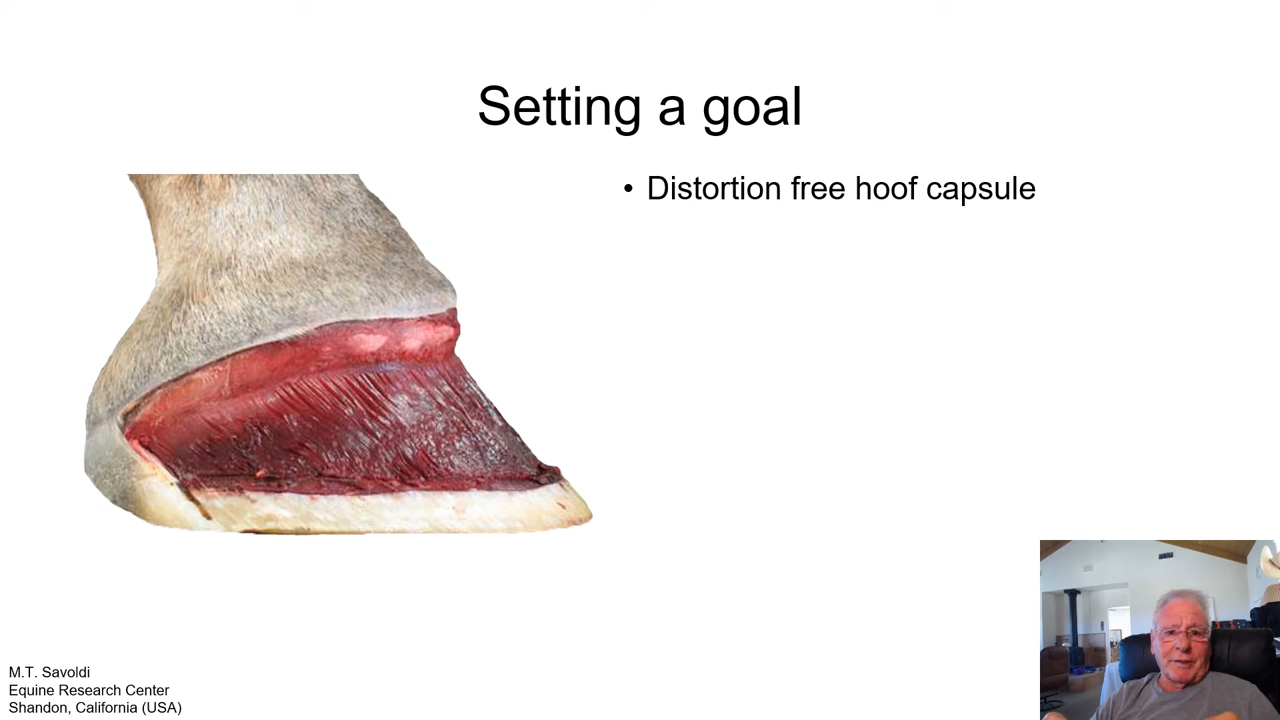 Setting a goal
• Distortion free hoof capsule
M.T. Savoldi
Equine Research Center
Shandon, California (USA)